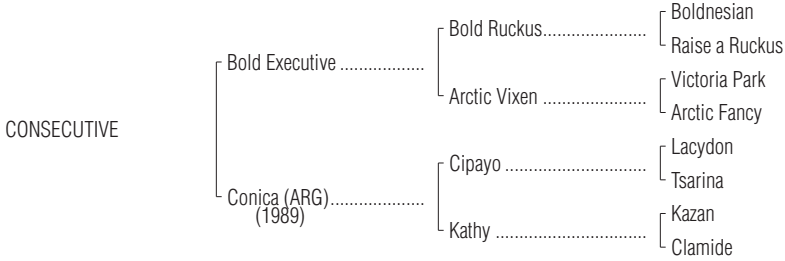 Boldnesian
Bold Ruckus......................
Raise a Ruckus
Bold Executive ..................
Victoria Park
Arctic Vixen ......................
Arctic Fancy
CONSECUTIVE
Lacydon
Cipayo ..............................
Tsarina
Conica (ARG)....................
(1989)
Kazan
Kathy ................................
Clamide